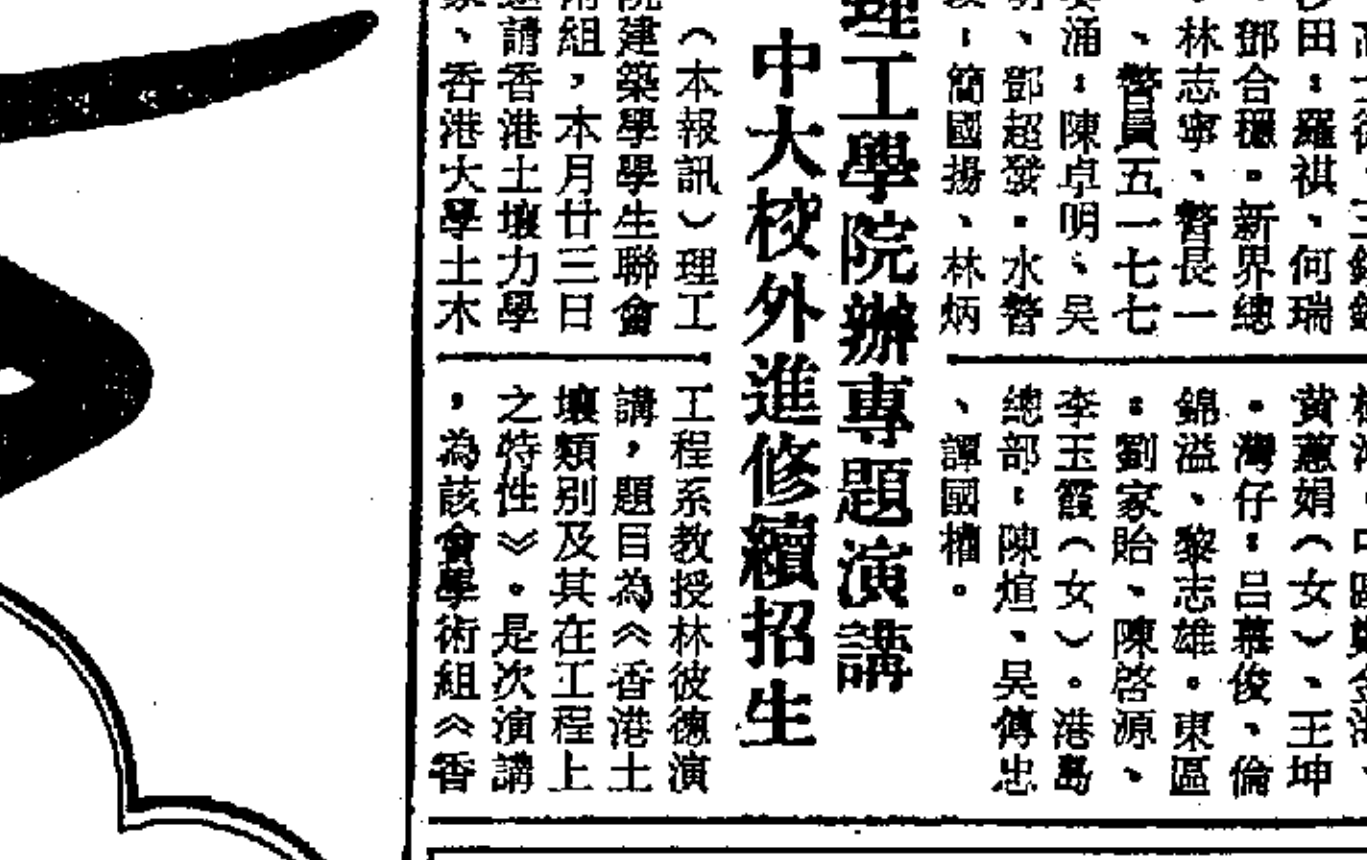 沙田：羅祺、何瑞
、鄧合穩。新界總
、林志寧、警長一
、警員五一七七
葵涌：陳卓明、吳
明、鄧超發。水警
：簡國揚、林炳
黃蕙娟（女）、王坤
。灣仔：呂慕俊、倫
錦溢、黎志雄。東區
：劉家貽、陳啓源、
李玉霞（女）。港島
總部：陳煊、吳傅忠
、譚國權。
理工學院辦專題演講
中大校外進修續招生
（本報訊）理工
院建築學學生聯會
術組，本月廿三日
邀請香港土壤力學
家、香港大學土木
工程系教授林彼德演
講，題目為《香港土
壤類別及其在工程上
之特性》。是次演講
，為該會學術組《香